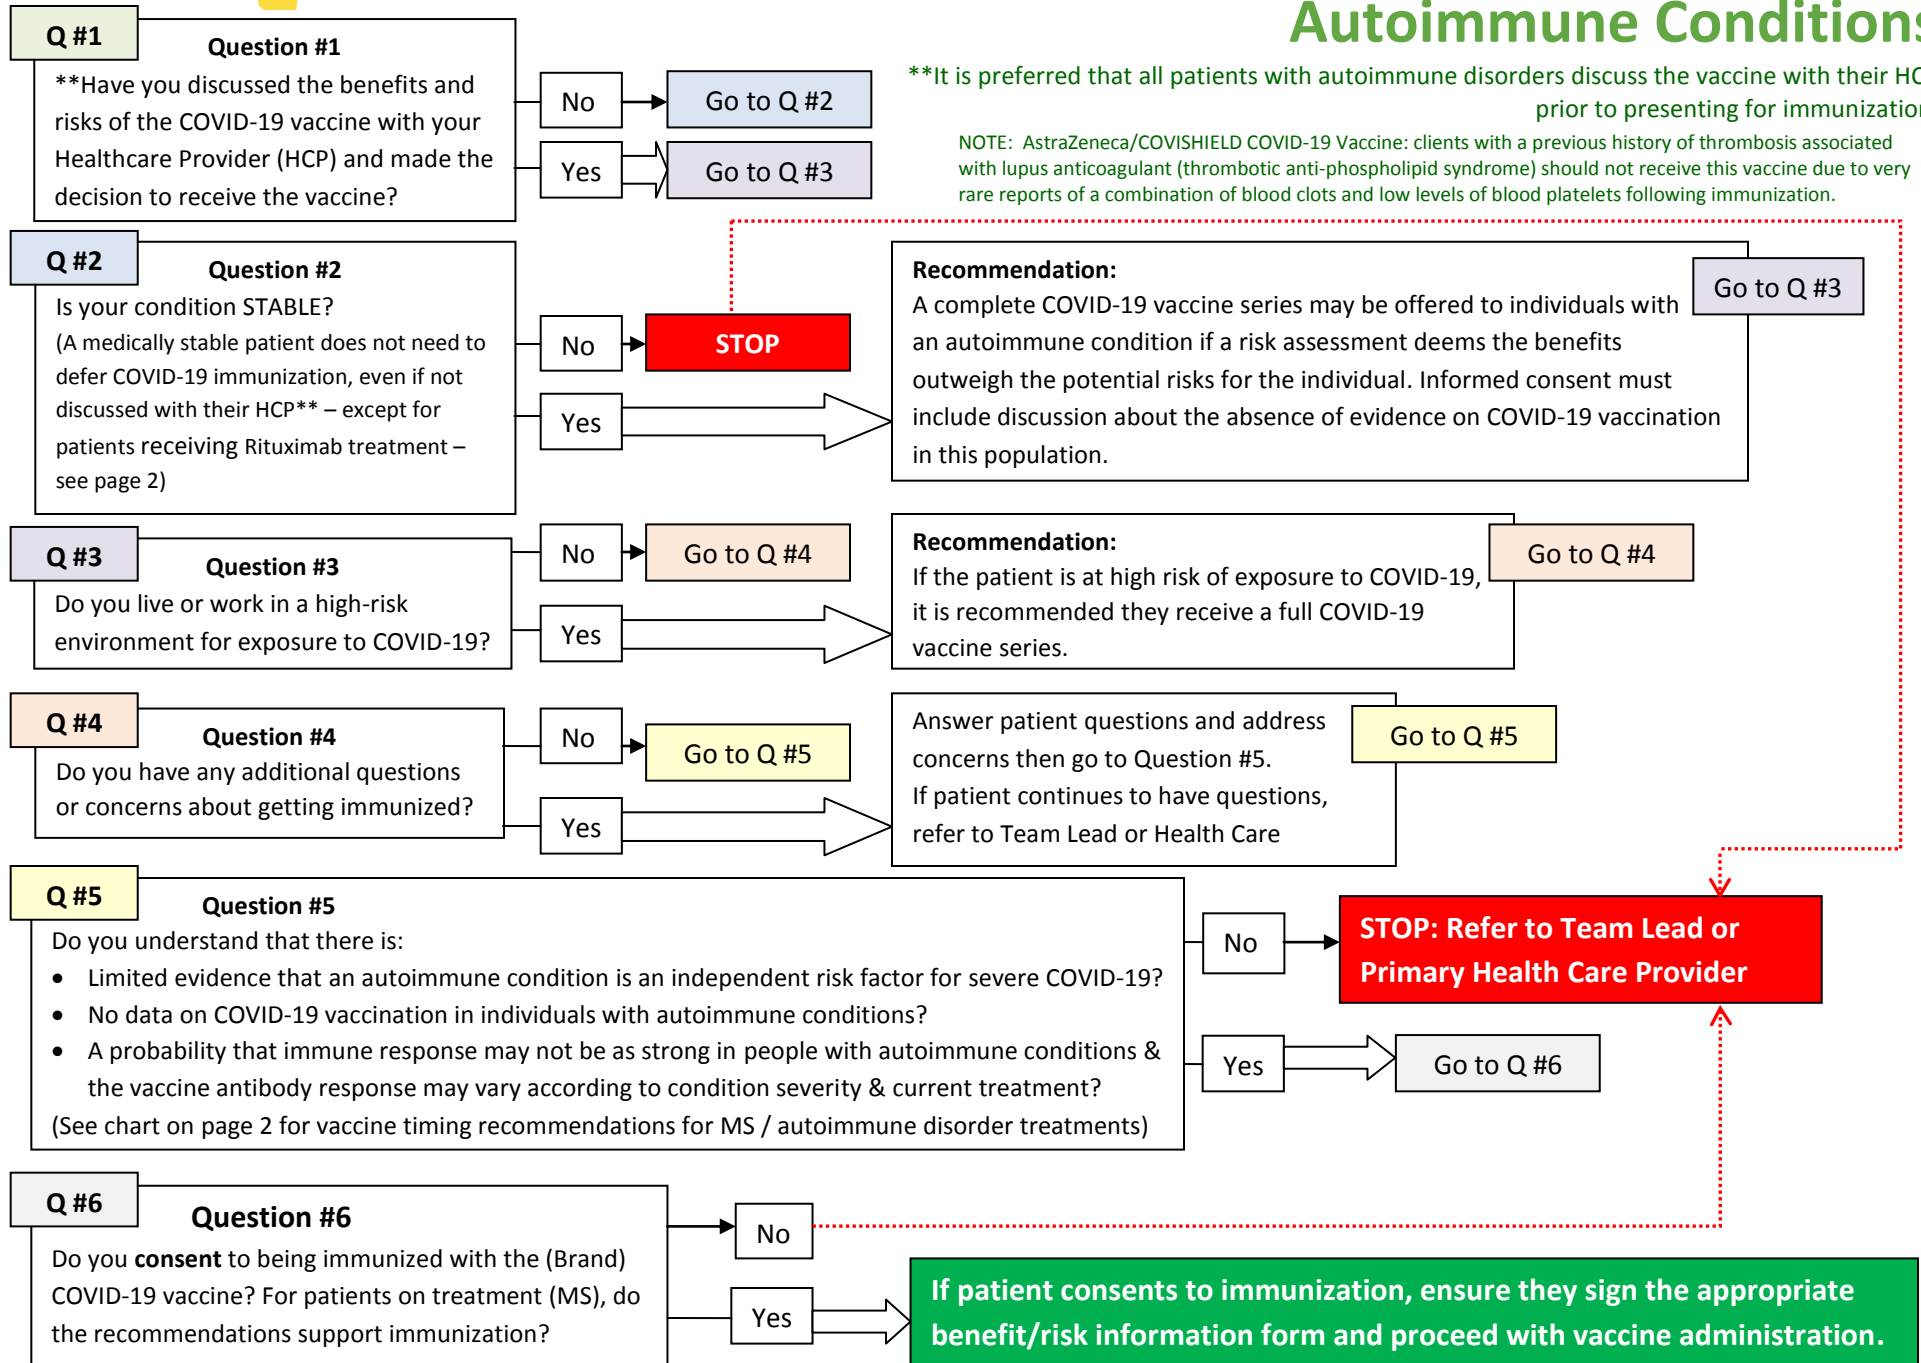 Autoimmune Conditions
**It is preferred that all patients with autoimmune disorders discuss the vaccine with their HC
prior to presenting for immunization
NOTE: AstraZeneca/COVISHIELD COVID-19 Vaccine: clients with a previous history of thrombosis associated
with lupus anticoagulant (thrombotic anti-phospholipid syndrome) should not receive this vaccine due to very
rare reports of a combination of blood clots and low levels of blood platelets following immunization.
Q #1
Question #1
**Have you discussed the benefits and
risks of the COVID-19 vaccine with your
Healthcare Provider (HCP) and made the
decision to receive the vaccine?
No
Go to Q #2
Yes
Go to Q #3
Q #2
Question #2
Is your condition STABLE?
(A medically stable patient does not need to
defer COVID-19 immunization, even if not
discussed with their HCP** – except for
patients receiving Rituximab treatment –
see page 2)
No
STOP
Yes
Recommendation:
A complete COVID-19 vaccine series may be offered to individuals with
an autoimmune condition if a risk assessment deems the benefits
outweigh the potential risks for the individual. Informed consent must
include discussion about the absence of evidence on COVID-19 vaccination
in this population.
Go to Q #3
Q #3
Question #3
Do you live or work in a high-risk
environment for exposure to COVID-19?
No
Go to Q #4
Yes
Recommendation:
If the patient is at high risk of exposure to COVID-19,
it is recommended they receive a full COVID-19
vaccine series.
Go to Q #4
Q #4
Question #4
Do you have any additional questions
or concerns about getting immunized?
No
Go to Q #5
Yes
Answer patient questions and address
concerns then go to Question #5.
If patient continues to have questions,
refer to Team Lead or Health Care
Go to Q #5
Q #5
Question #5
Do you understand that there is:
• Limited evidence that an autoimmune condition is an independent risk factor for severe COVID-19?
• No data on COVID-19 vaccination in individuals with autoimmune conditions?
• A probability that immune response may not be as strong in people with autoimmune conditions &
the vaccine antibody response may vary according to condition severity & current treatment?
(See chart on page 2 for vaccine timing recommendations for MS / autoimmune disorder treatments)
No
STOP: Refer to Team Lead or
Primary Health Care Provider
Yes
Go to Q #6
Q #6
Question #6
Do you consent to being immunized with the (Brand)
COVID-19 vaccine? For patients on treatment (MS), do
the recommendations support immunization?
No
Yes
If patient consents to immunization, ensure they sign the appropriate
benefit/risk information form and proceed with vaccine administration.